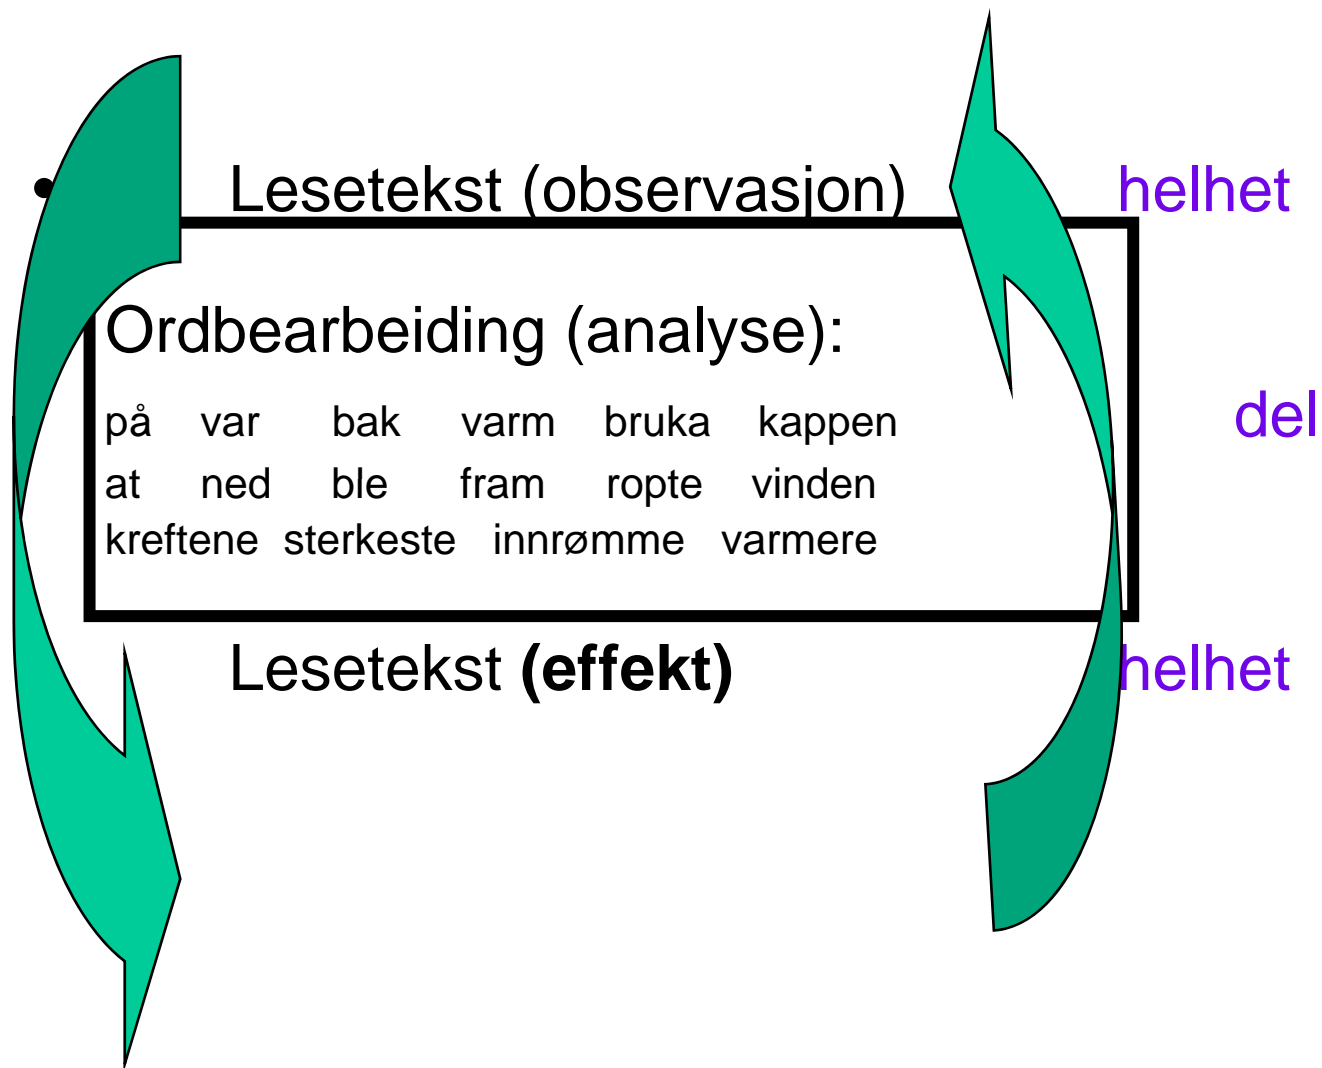 • Lesetekst (observasjon) helhet
Ordbearbeiding (analyse):
på var bak varm bruka kappen del
at ned ble fram ropte vinden
kreftene sterkeste innrømme varmere
Lesetekst (effekt) helhet